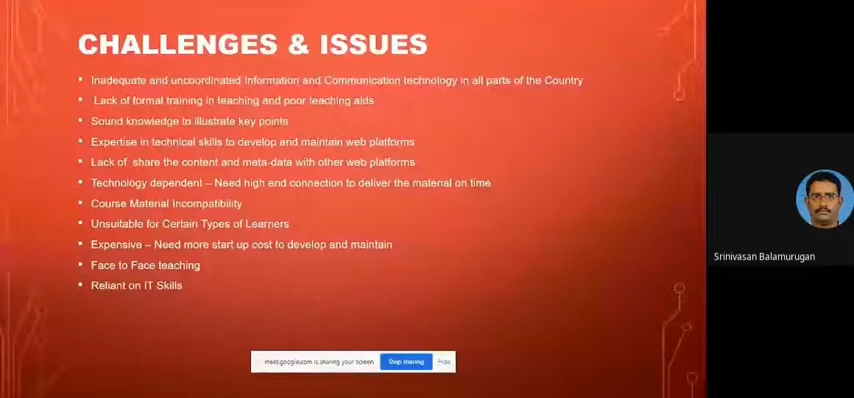 CHALLENGES & ISSUES
• Inadequate and uncoordinated Information and Communication technology in all parts of the Country
• Lack of formal training in teaching and poor teaching aids
• Sound knowledge to illustrate key points
• Expertise in technical skills to develop and maintain web platforms
• Lack of share the content and meta-data with other web platforms
• Technology dependent – Need high end connection to deliver the material on time
• Course Material Incompatibility
• Unsuitable for Certain Types of Learners
• Expensive – Need more start up cost to develop and maintain
• Face to Face teaching
• Reliant on IT Skills
Srinivasan Balamurugan
meet.google.com is sharing your screen. Stop sharing Hide